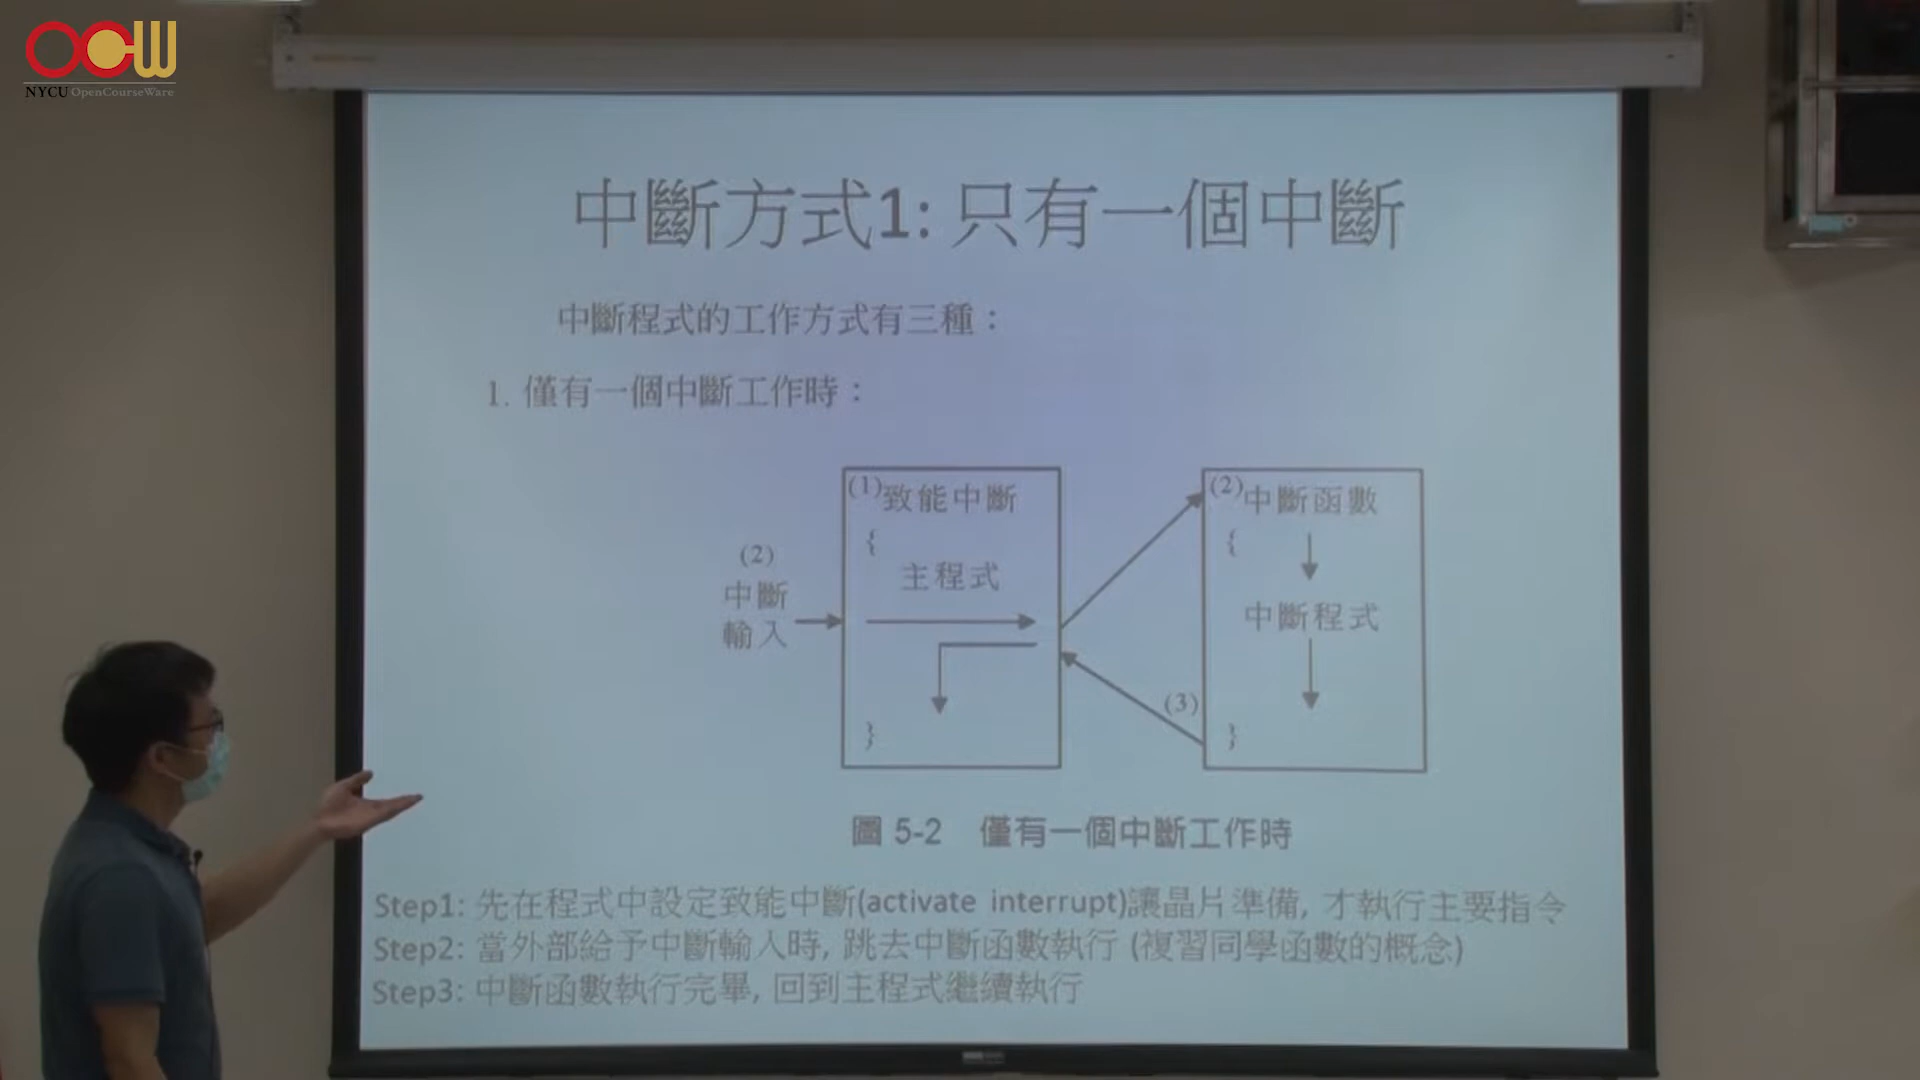 OCW
NYCU OpenCourseWare
中斷方式1: 只有一個中斷
中斷程式的工作方式有三種：
1. 僅有一個中斷工作時：
(2)
中斷
輸入
(1)致能中斷
{
主程式
}
(2)中斷函數
{
中斷程式
}
(3)
圖 5-2 僅有一個中斷工作時
Step1: 先在程式中設定致能中斷(activate interrupt)讓晶片準備, 才執行主要指令
Step2: 當外部給予中斷輸入時, 跳去中斷函數執行 (複習同學函數的概念)
Step3: 中斷函數執行完畢, 回到主程式繼續執行